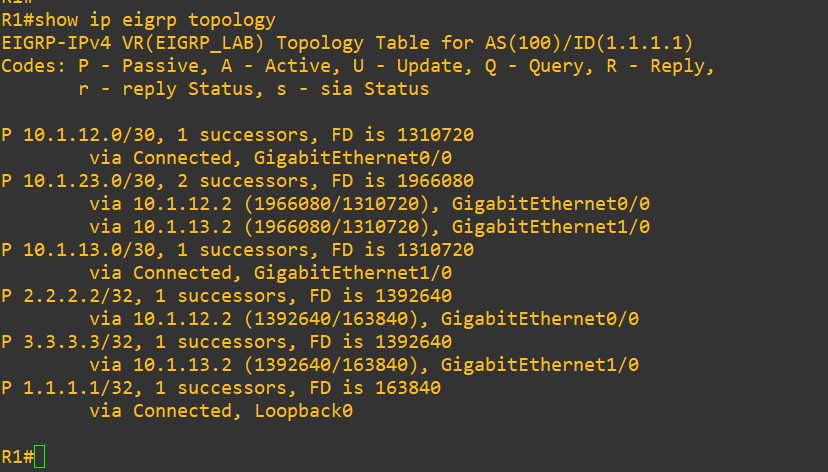 R1#show ip eigrp topology
EIGRP-IPv4 VR(EIGRP_LAB) Topology Table for AS(100)/ID(1.1.1.1)
Codes: P - Passive, A - Active, U - Update, Q - Query, R - Reply,
       r - reply Status, s - sia Status

P 10.1.12.0/30, 1 successors, FD is 1310720
        via Connected, GigabitEthernet0/0
P 10.1.23.0/30, 2 successors, FD is 1966080
        via 10.1.12.2 (1966080/1310720), GigabitEthernet0/0
        via 10.1.13.2 (1966080/1310720), GigabitEthernet1/0
P 10.1.13.0/30, 1 successors, FD is 1310720
        via Connected, GigabitEthernet1/0
P 2.2.2.2/32, 1 successors, FD is 1392640
        via 10.1.12.2 (1392640/163840), GigabitEthernet0/0
P 3.3.3.3/32, 1 successors, FD is 1392640
        via 10.1.13.2 (1392640/163840), GigabitEthernet1/0
P 1.1.1.1/32, 1 successors, FD is 163840
        via Connected, Loopback0

R1#